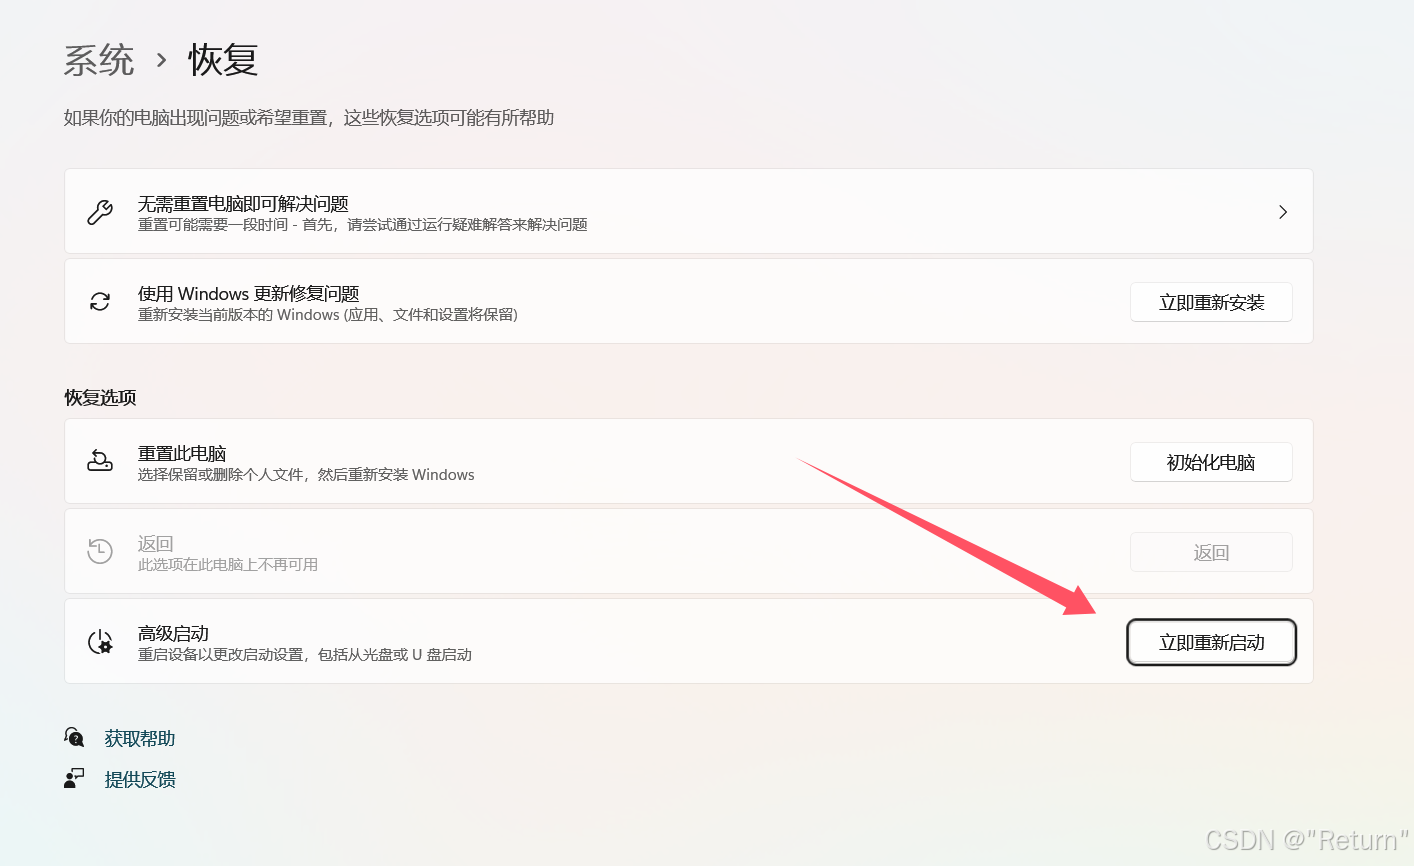 系统 › 恢复
如果你的电脑出现问题或希望重置，这些恢复选项可能有所帮助
无需重置电脑即可解决问题
重置可能需要一段时间 - 首先，请尝试通过运行疑难解答来解决问题
使用 Windows 更新修复问题
重新安装当前版本的 Windows (应用、文件和设置将保留)
立即重新安装
恢复选项
重置此电脑
选择保留或删除个人文件，然后重新安装 Windows
初始化电脑
返回
此选项在此电脑上不再可用
返回
高级启动
重启设备以更改启动设置，包括从光盘或 U 盘启动
立即重新启动
获取帮助
提供反馈
CSDN @"Return"